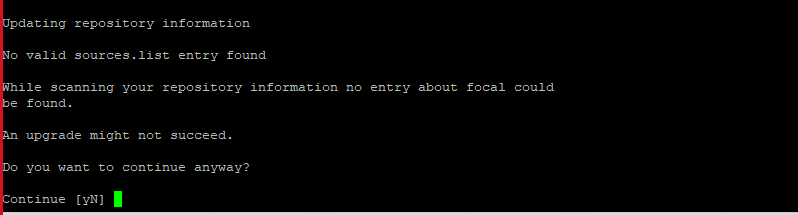 Updating repository information
No valid sources.list entry found
While scanning your repository information no entry about focal could
be found.
An upgrade might not succeed.
Do you want to continue anyway?
Continue [yN]